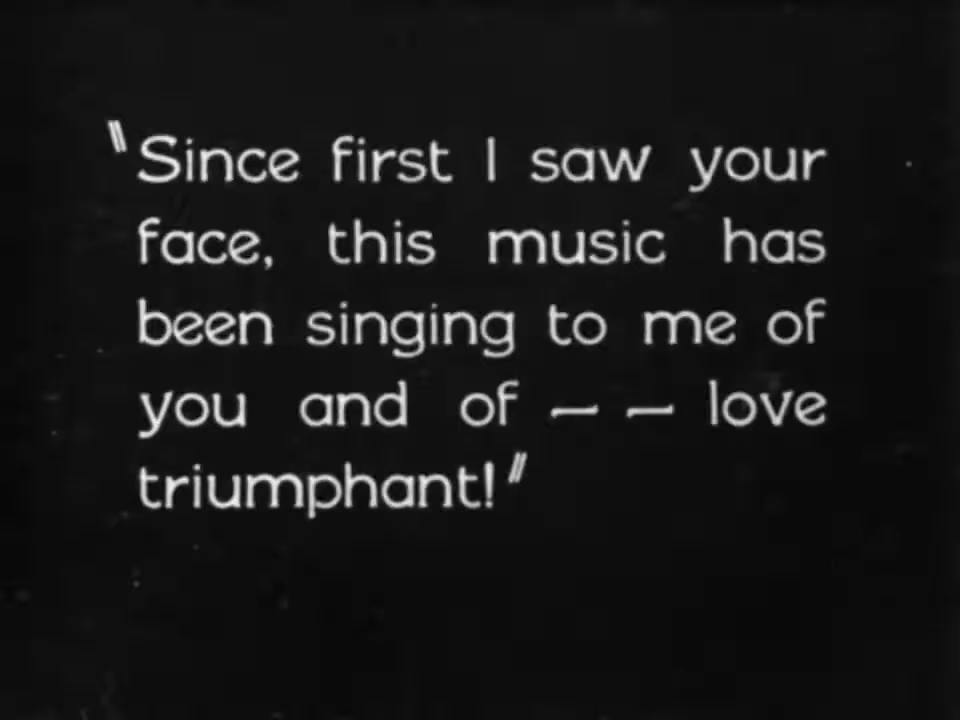 "Since first I saw your
face, this music has
been singing to me of
you and of — — love
triumphant!"